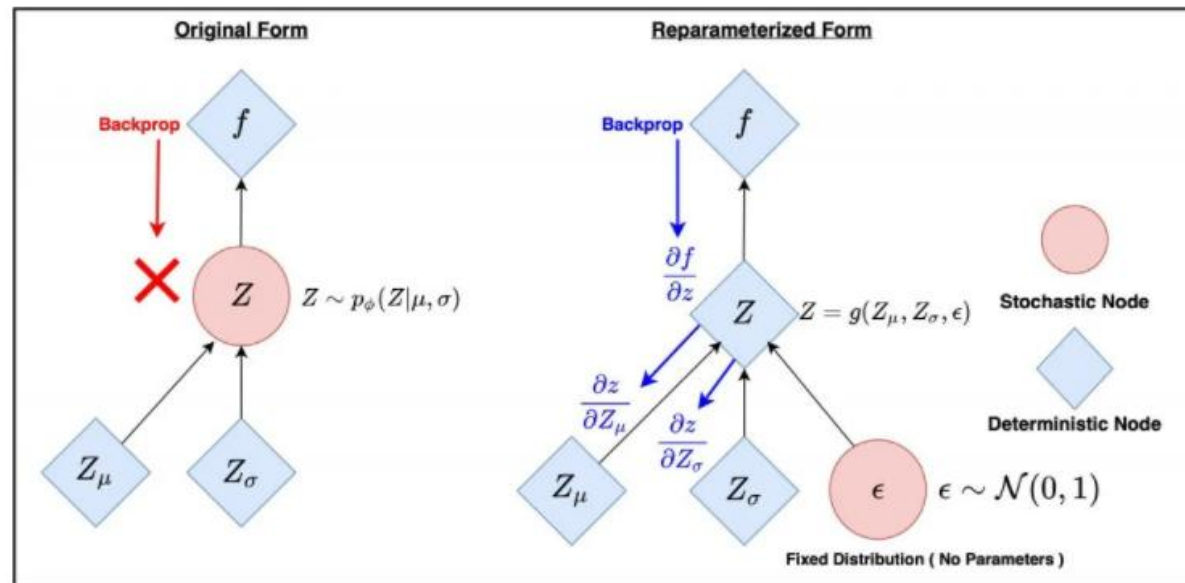 Original Form
Reparameterized Form
Backprop
f
Z
Z ∼ p_ϕ(Z|μ, σ)
Z_μ
Z_σ
Backprop
f
∂f/∂z
Z
Z = g(Z_μ, Z_σ, ϵ)
∂z/∂Z_μ
∂z/∂Z_σ
Z_μ
Z_σ
ϵ
ϵ ∼ 𝒩(0, 1)
Fixed Distribution ( No Parameters )
Stochastic Node
Deterministic Node